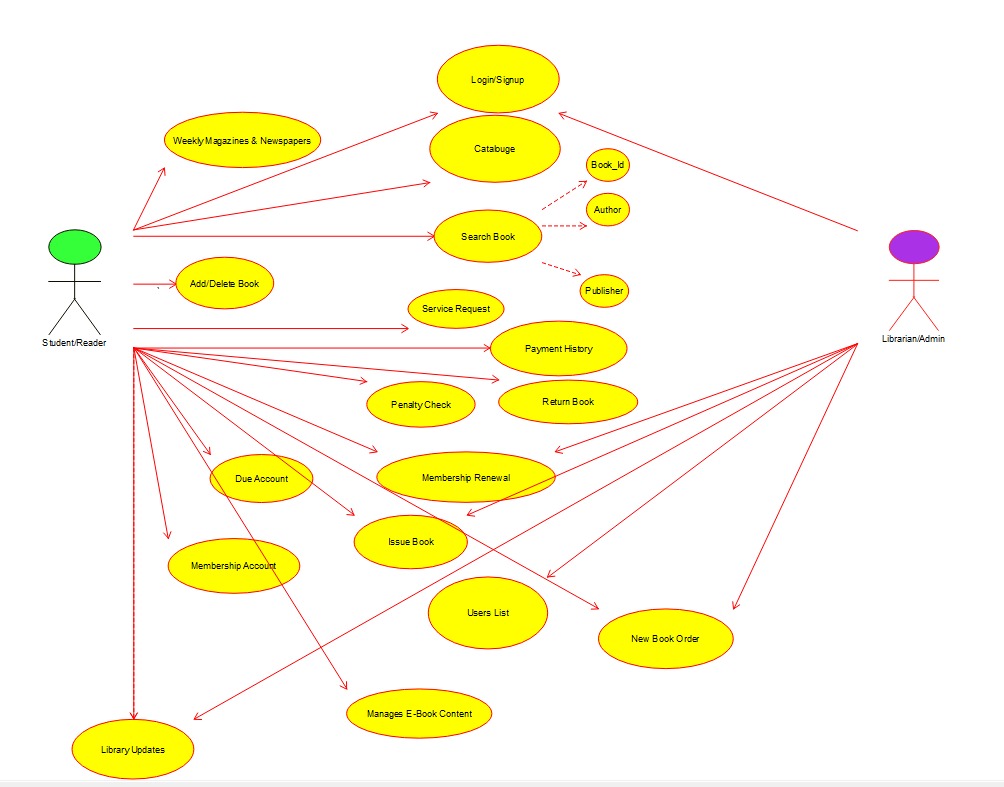 Login/Signup
Weekly Magazines & Newspapers
Catabuge
Book_Id
Author
Search Book
Add/Delete Book
Publisher
Service Request
Student/Reader
Librarian/Admin
Payment History
Penalty Check
Return Book
Due Account
Membership Renewal
Issue Book
Membership Account
Users List
New Book Order
Manages E-Book Content
Library Updates